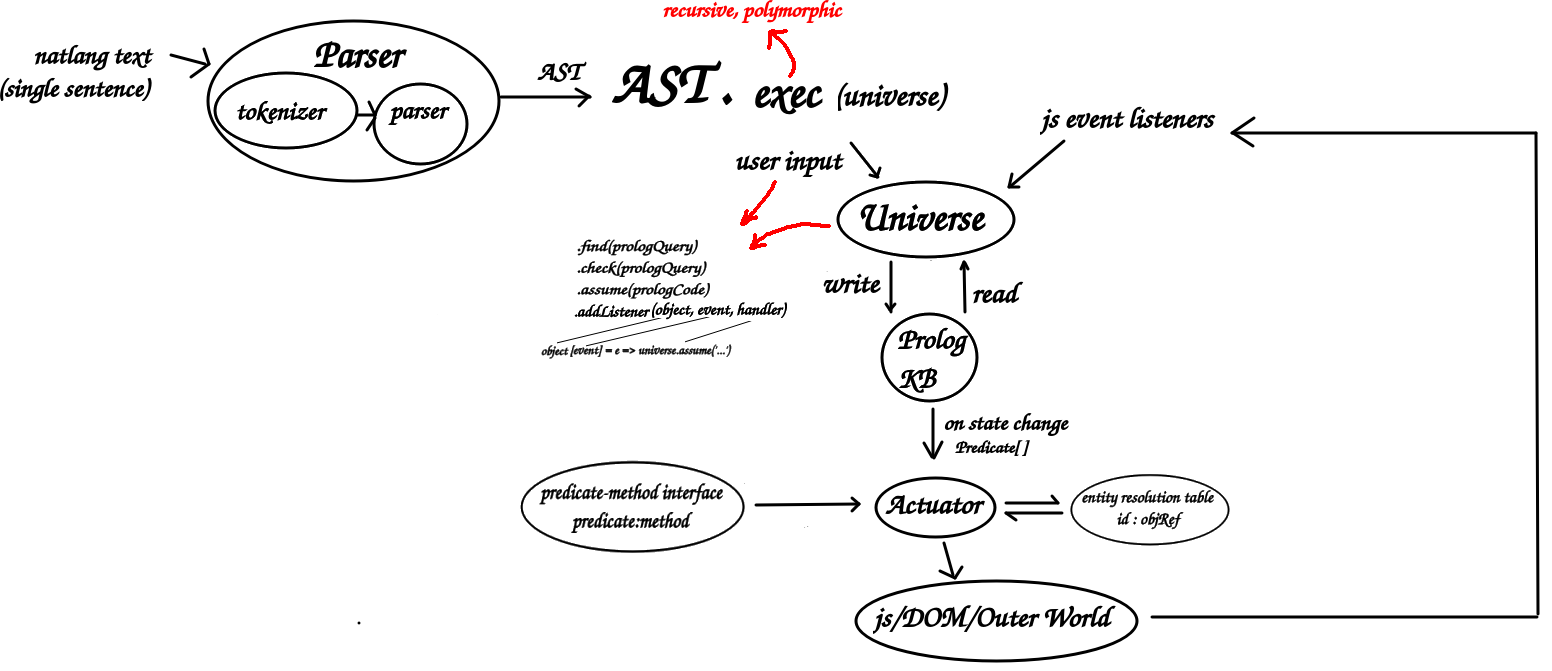 recursive, polymorphic
natlang text
(single sentence)
Parser
tokenizer
parser
AST
AST. exec (universe)
js event listeners
user input
Universe
.find(prologQuery)
.check(prologQuery)
.assume(prologCode)
.addListener(object, event, handler)
object [event] = e => universe.assume('...')
write
read
Prolog
KB
on state change
Predicate[ ]
predicate-method interface
predicate:method
Actuator
entity resolution table
id : objRef
js/DOM/Outer World